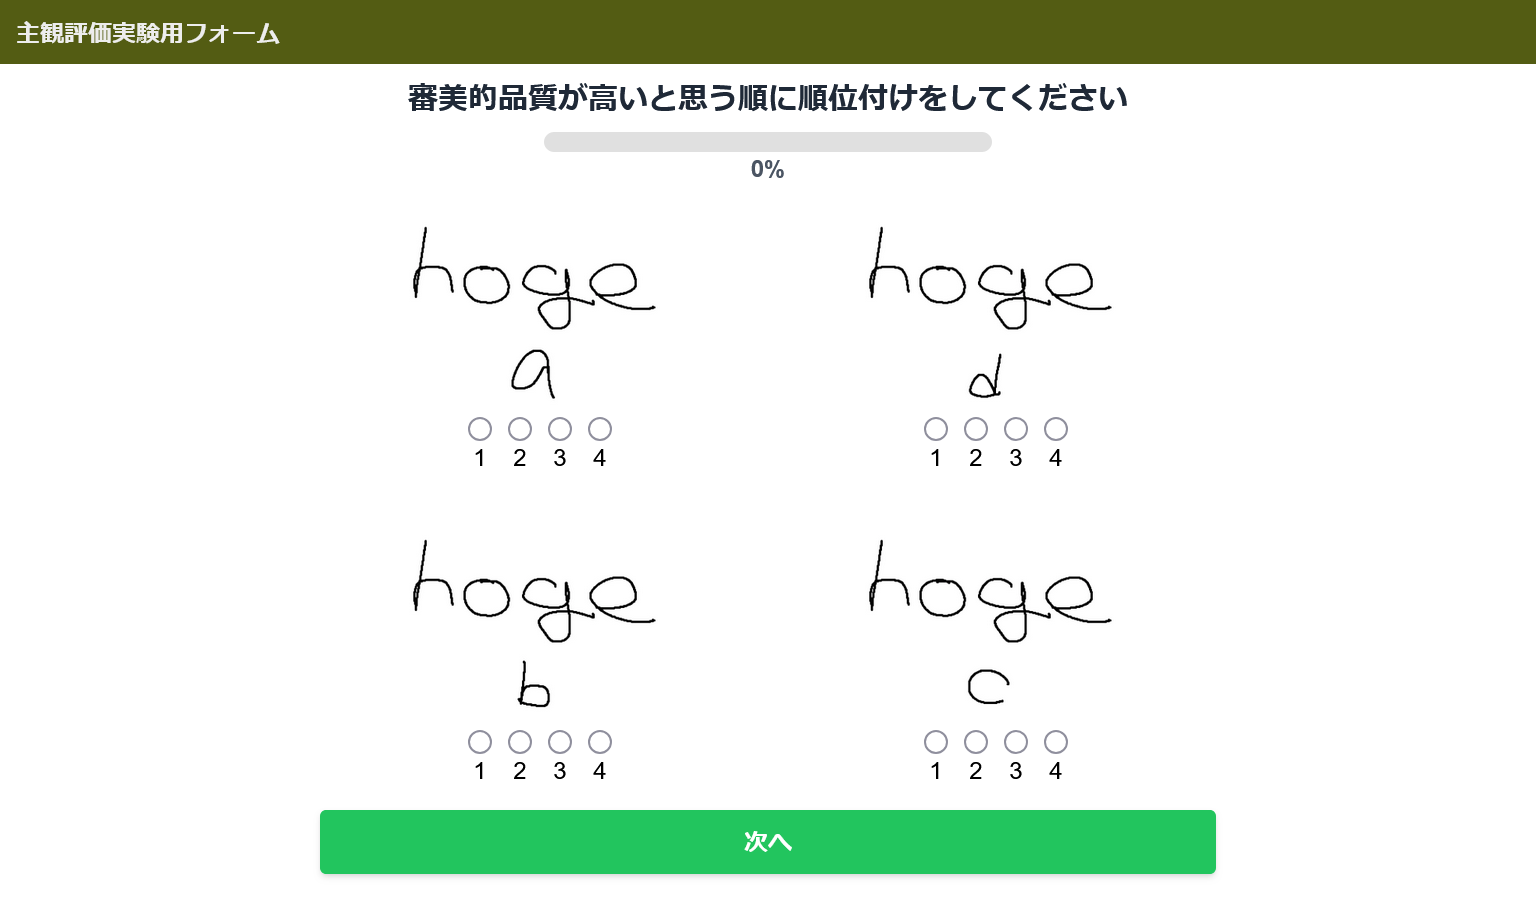 主観評価実験用フォーム
審美的品質が高いと思う順に順位付けをしてください
0%
hoge
a
1 2 3 4
hoge
d
1 2 3 4
hoge
b
1 2 3 4
hoge
c
1 2 3 4
次へ